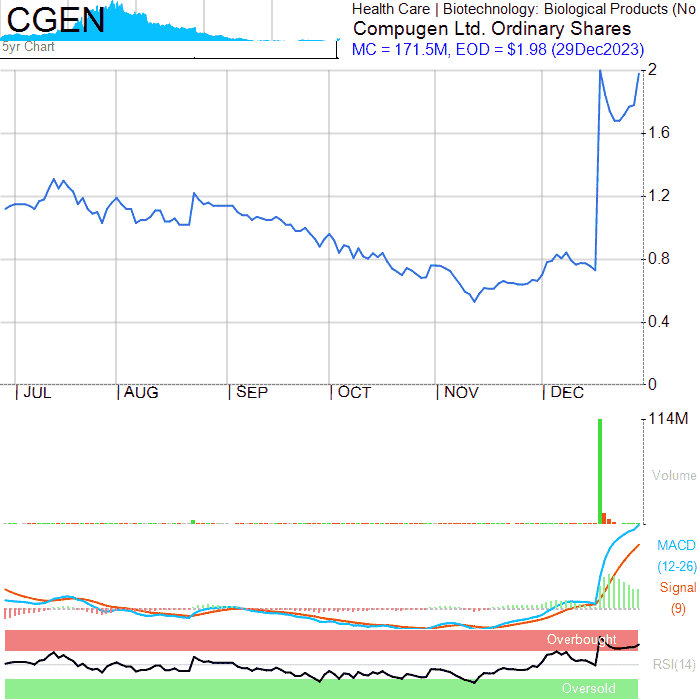 CGEN
5yr Chart
Health Care | Biotechnology: Biological Products (No
Compugen Ltd. Ordinary Shares
MC = 171.5M, EOD = $1.98 (29Dec2023)
2
1.6
1.2
0.8
0.4
0
JUL AUG SEP OCT NOV DEC
114M
Volume
MACD
(12-26)
Signal
(9)
Overbought
RSI(14)
Oversold